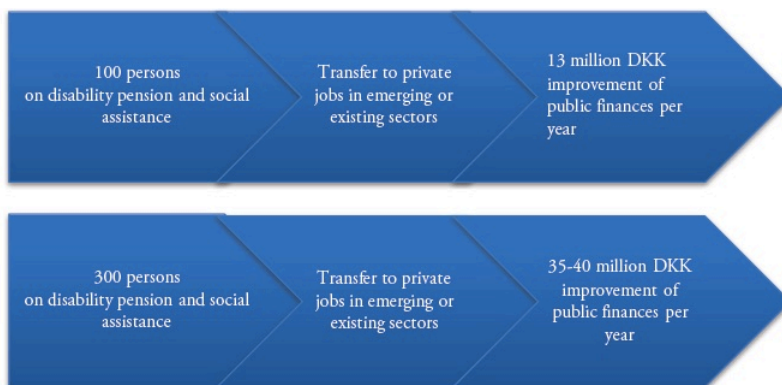 100 persons
on disability pension and social
assistance
Transfer to private
jobs in emerging or
existing sectors
13 million DKK
improvement of
public finances per
year
300 persons
on disability pension and social
assistance
Transfer to private
jobs in emerging or
existing sectors
35-40 million DKK
improvement of
public finances per
year